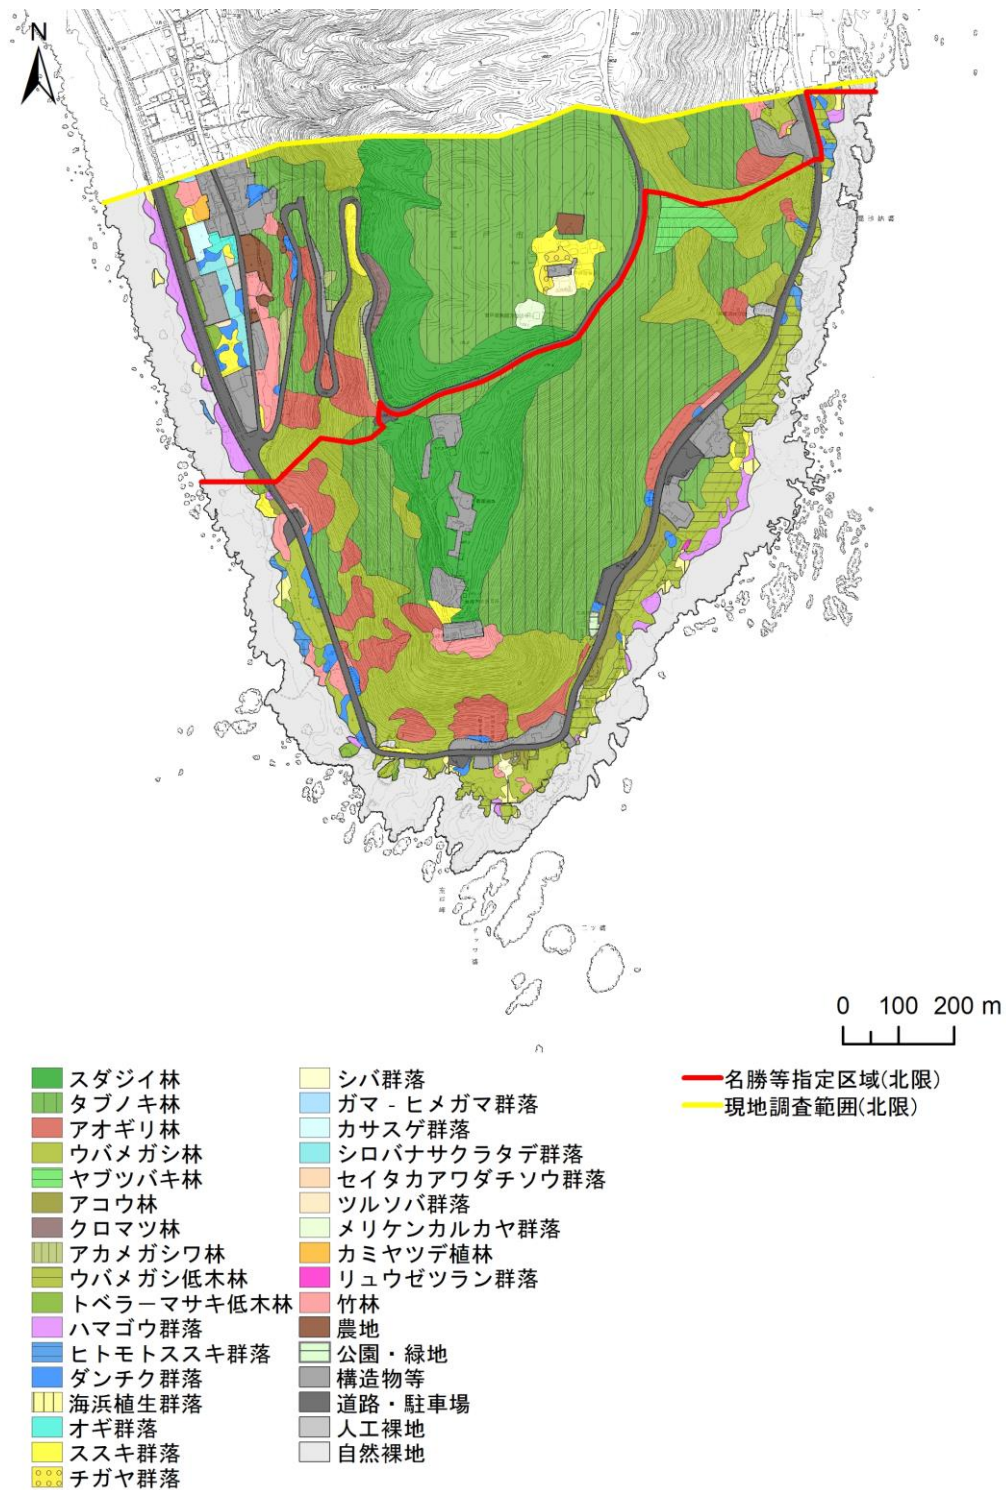 N
0 100 200 m
スダジイ林
タブノキ林
アオギリ林
ウバメガシ林
ヤブツバキ林
アコウ林
クロマツ林
アカメガシワ林
ウバメガシ低木林
トベラーマサキ低木林
ハマゴウ群落
ヒトモトススキ群落
ダンチク群落
海浜植生群落
オギ群落
ススキ群落
チガヤ群落
シバ群落
ガマ - ヒメガマ群落
カサスゲ群落
シロバナサクラタデ群落
セイタカアワダチソウ群落
ツルソバ群落
メリケンカルカヤ群落
カミヤツデ植林
リュウゼツラン群落
竹林
農地
公園・緑地
構造物等
道路・駐車場
人工裸地
自然裸地
名勝等指定区域(北限)
現地調査範囲(北限)